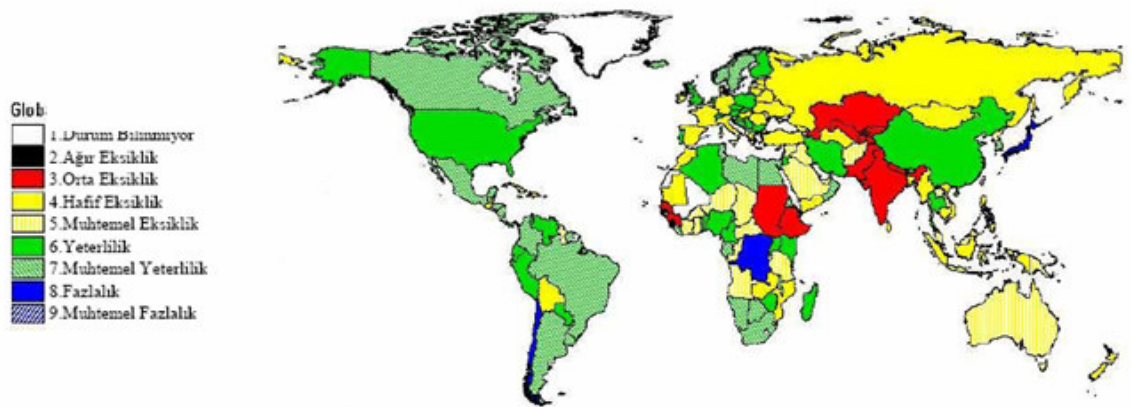 Glob
1.Durum Bilinmiyor
2.Ağır Eksiklik
3.Orta Eksiklik
4.Hafif Eksiklik
5.Muhtemel Eksiklik
6.Yeterlilik
7.Muhtemel Yeterlilik
8.Fazlalık
9.Muhtemel Fazlalık